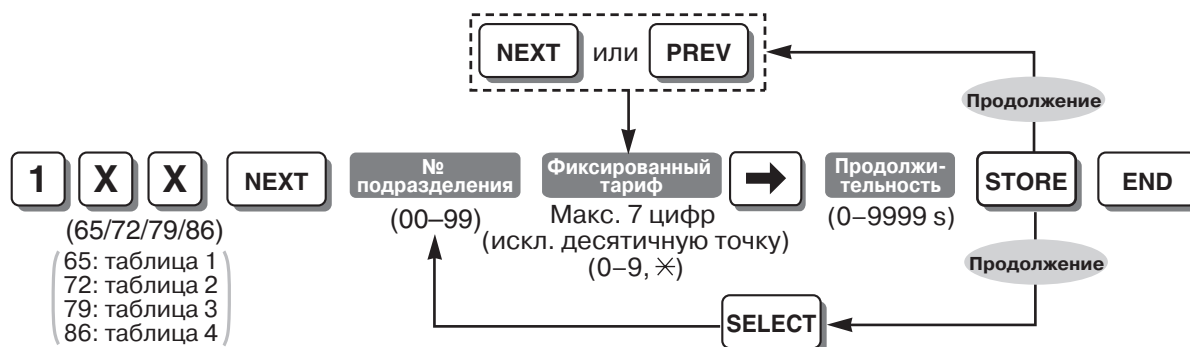 NEXT или PREV
Продолжение
1 X X NEXT № подразделения Фиксированный тариф Продолжи-тельность STORE END
(65/72/79/86)
65: таблица 1
72: таблица 2
79: таблица 3
86: таблица 4
(00–99)
Макс. 7 цифр
(искл. десятичную точку)
(0–9, ✳)
(0–9999 s)
Продолжение
SELECT